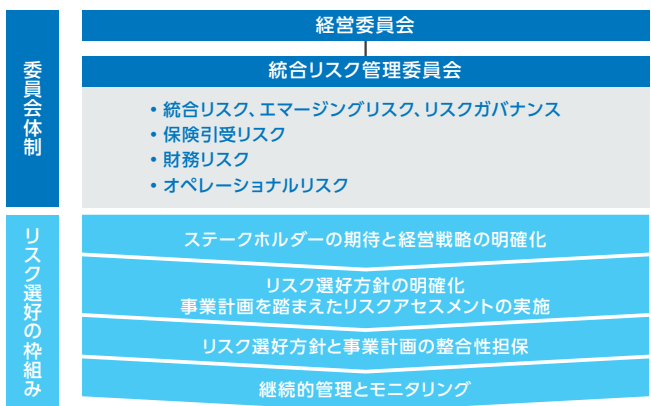 委員会体制
経営委員会
統合リスク管理委員会
・統合リスク、エマージングリスク、リスクガバナンス
・保険引受リスク
・財務リスク
・オペレーショナルリスク
リスク選好の枠組み
ステークホルダーの期待と経営戦略の明確化
リスク選好方針の明確化
事業計画を踏まえたリスクアセスメントの実施
リスク選好方針と事業計画の整合性担保
継続的管理とモニタリング